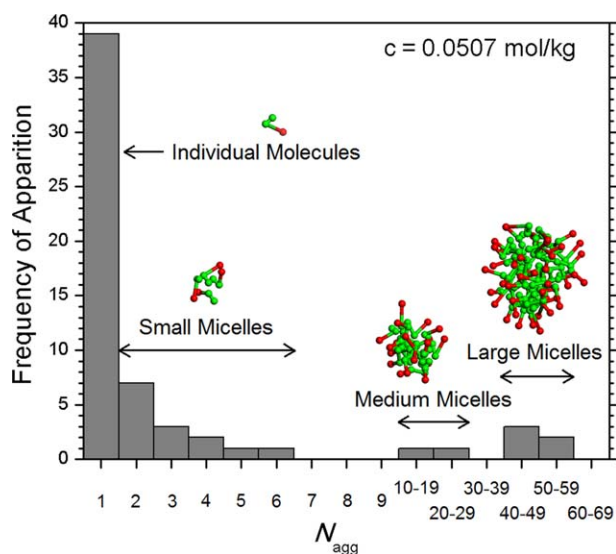 c = 0.0507 mol/kg
Frequency of Apparition
40
35
30
25
20
15
10
5
0
Individual Molecules
Small Micelles
Medium Micelles
Large Micelles
1 2 3 4 5 6 7 8 9 10-19 30-39 50-59
20-29 40-49 60-69
Nagg